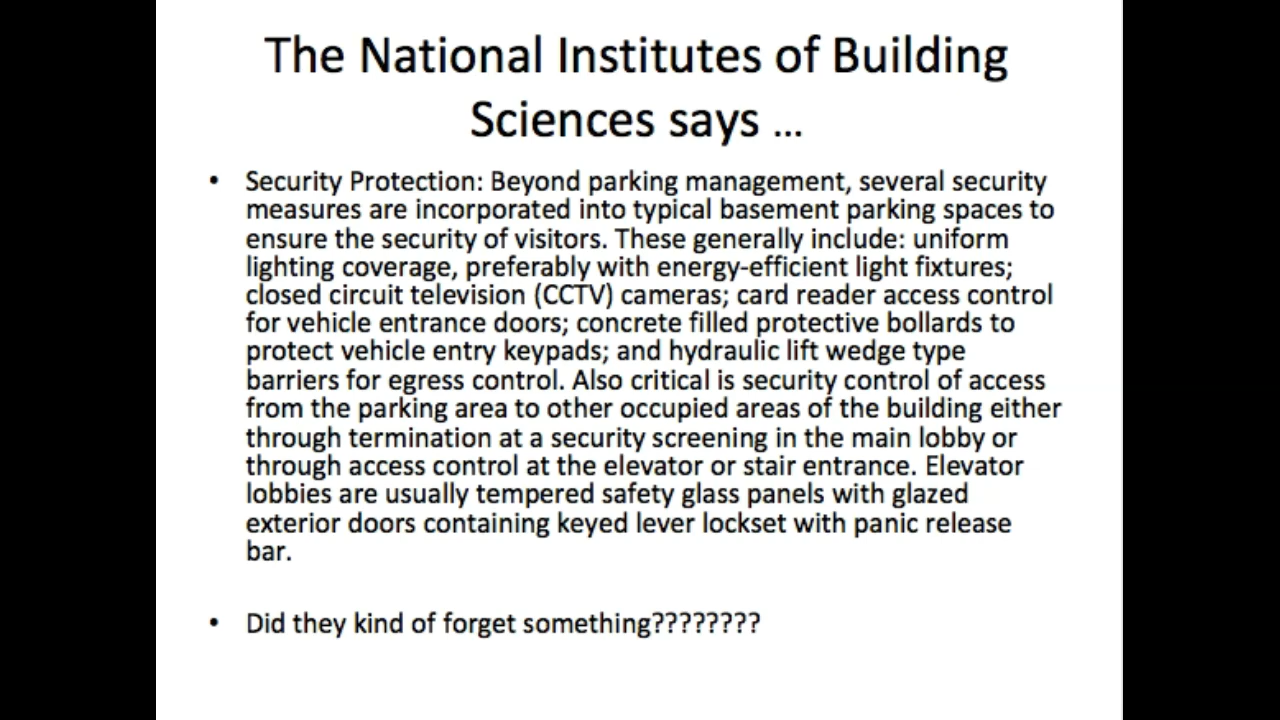 The National Institutes of Building
Sciences says ...
• Security Protection: Beyond parking management, several security
measures are incorporated into typical basement parking spaces to
ensure the security of visitors. These generally include: uniform
lighting coverage, preferably with energy-efficient light fixtures;
closed circuit television (CCTV) cameras; card reader access control
for vehicle entrance doors; concrete filled protective bollards to
protect vehicle entry keypads; and hydraulic lift wedge type
barriers for egress control. Also critical is security control of access
from the parking area to other occupied areas of the building either
through termination at a security screening in the main lobby or
through access control at the elevator or stair entrance. Elevator
lobbies are usually tempered safety glass panels with glazed
exterior doors containing keyed lever lockset with panic release
bar.
• Did they kind of forget something????????